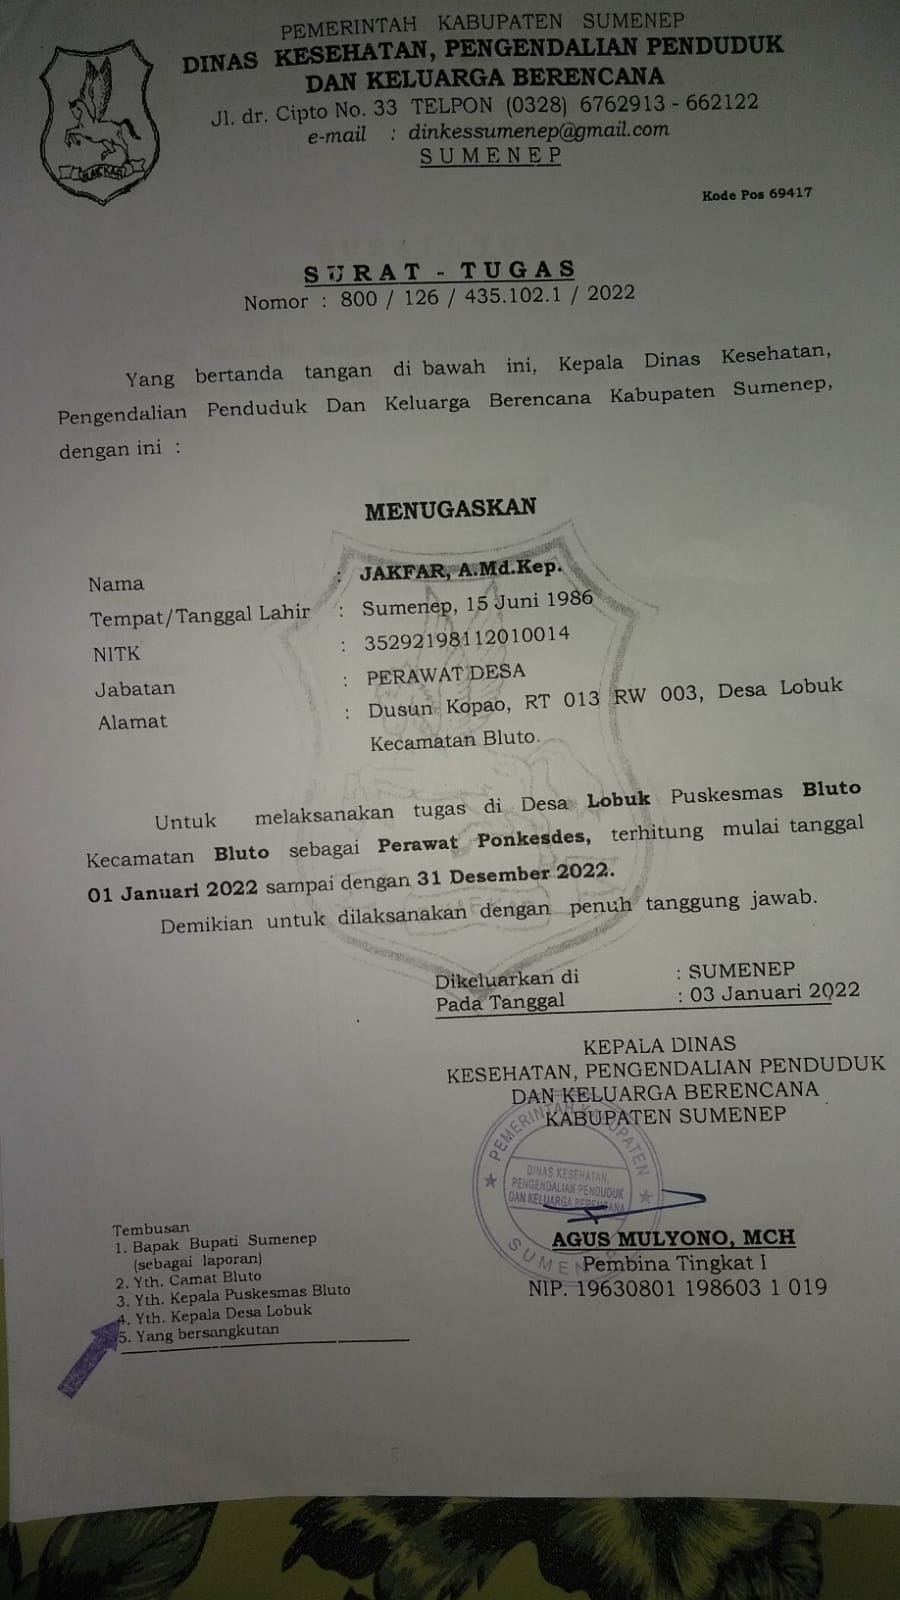 PEMERINTAH KABUPATEN SUMENEP
DINAS KESEHATAN, PENGENDALIAN PENDUDUK
DAN KELUARGA BERENCANA
Jl. dr. Cipto No. 33 TELPON (0328) 6762913 - 662122
e-mail : dinkessumenep@gmail.com
SUMENEP
Kode Pos 69417
SURAT - TUGAS
Nomor : 800 / 126 / 435.102.1 / 2022
Yang bertanda tangan di bawah ini, Kepala Dinas Kesehatan,
Pengendalian Penduduk Dan Keluarga Berencana Kabupaten Sumenep,
dengan ini :
MENUGASKAN
Nama : JAKFAR, A.Md.Kep.
Tempat/Tanggal Lahir : Sumenep, 15 Juni 1986
NITK : 35292198112010014
Jabatan : PERAWAT DESA
Alamat : Dusun Kopao, RT 013 RW 003, Desa Lobuk
Kecamatan Bluto.
Untuk melaksanakan tugas di Desa Lobuk Puskesmas Bluto
Kecamatan Bluto sebagai Perawat Ponkesdes, terhitung mulai tanggal
01 Januari 2022 sampai dengan 31 Desember 2022.
Demikian untuk dilaksanakan dengan penuh tanggung jawab.
Dikeluarkan di : SUMENEP
Pada Tanggal : 03 Januari 2022
KEPALA DINAS
KESEHATAN, PENGENDALIAN PENDUDUK
DAN KELUARGA BERENCANA
KABUPATEN SUMENEP
PEMERINTAH KABUPATEN
DINAS KESEHATAN,
PENGENDALIAN PENDUDUK
DAN KELUARGA BERENCANA
SUMENEP
AGUS MULYONO, MCH
Pembina Tingkat I
NIP. 19630801 198603 1 019
Tembusan
1. Bapak Bupati Sumenep
(sebagai laporan)
2. Yth. Camat Bluto
3. Yth. Kepala Puskesmas Bluto
4. Yth. Kepala Desa Lobuk
5. Yang bersangkutan